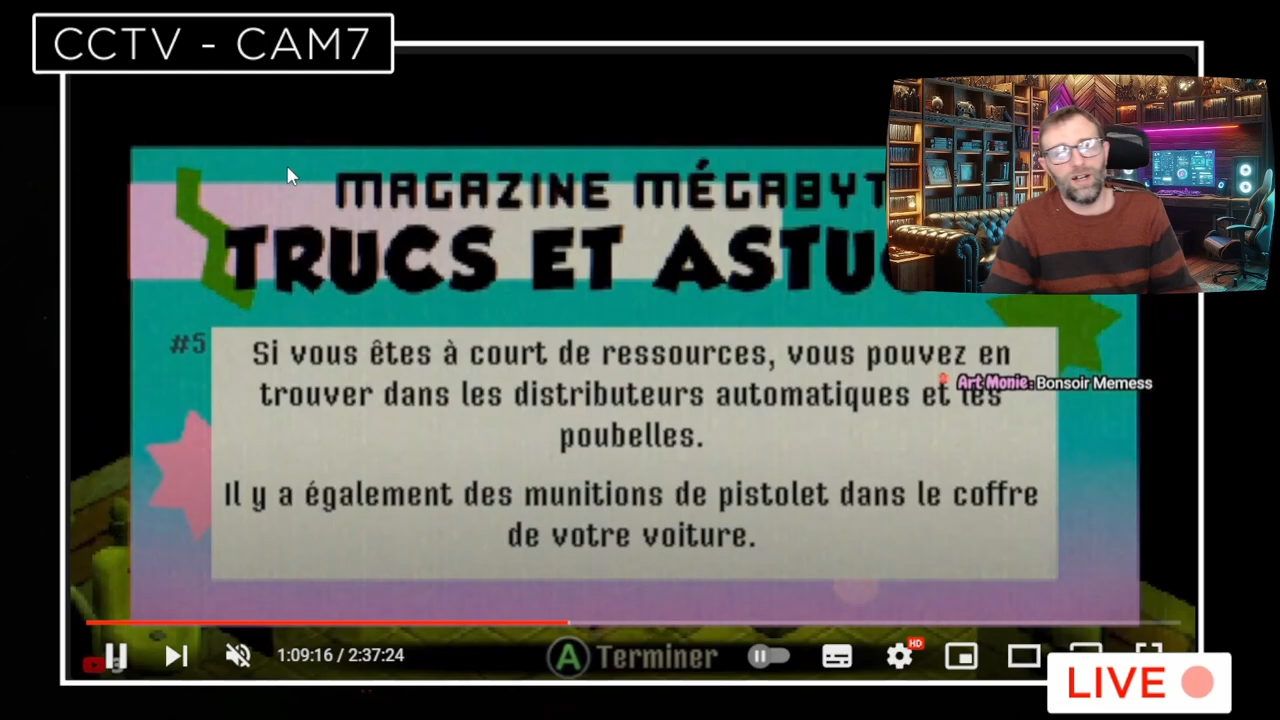 CCTV - CAM7
MAGAZINE MÉGABYT
TRUCS ET ASTU
#5
Si vous êtes à court de ressources, vous pouvez en
trouver dans les distributeurs automatiques et les
poubelles.
Art Monie: Bonsoir Memess
Il y a également des munitions de pistolet dans le coffre
de votre voiture.
1:09:16 / 2:37:24
A Terminer
HD
LIVE